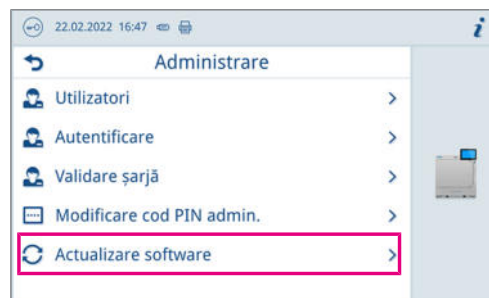 22.02.2022 16:47
i
Administrare
Utilizatori
Autentificare
Validare șarjă
Modificare cod PIN admin.
Actualizare software